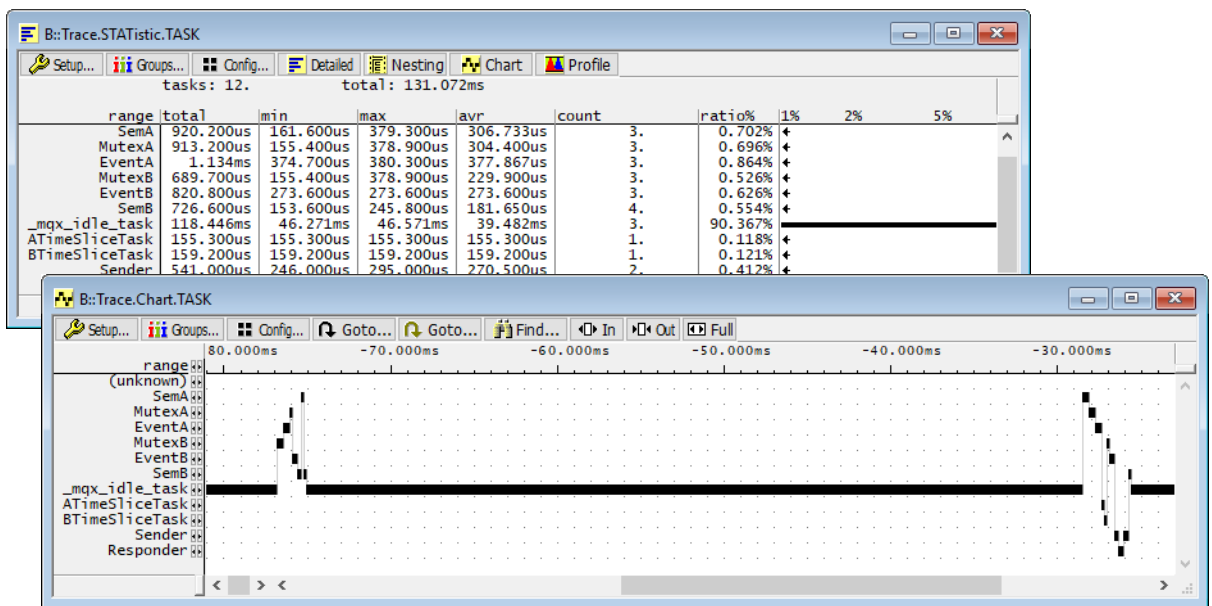 B::Trace.STATistic.TASK
Setup... Groups... Config... Detailed Nesting Chart Profile
tasks: 12. total: 131.072ms
range total min max avr count ratio% 1% 2% 5%
SemA 920.200us 161.600us 379.300us 306.733us 3. 0.702%
MutexA 913.200us 155.400us 378.900us 304.400us 3. 0.696%
EventA 1.134ms 374.700us 380.300us 377.867us 3. 0.864%
MutexB 689.700us 155.400us 378.900us 229.900us 3. 0.526%
EventB 820.800us 273.600us 273.600us 273.600us 3. 0.626%
SemB 726.600us 153.600us 245.800us 181.650us 4. 0.554%
_mqx_idle_task 118.446ms 46.271ms 46.571ms 39.482ms 3. 90.367%
ATimeSliceTask 155.300us 155.300us 155.300us 155.300us 1. 0.118%
BTimeSliceTask 159.200us 159.200us 159.200us 159.200us 1. 0.121%
Sender 541.000us 246.000us 295.000us 270.500us 2. 0.412%
B::Trace.Chart.TASK
Setup... Groups... Config... Goto... Goto... Find... In Out Full
80.000ms -70.000ms -60.000ms -50.000ms -40.000ms -30.000ms
range
(unknown)
SemA
MutexA
EventA
MutexB
EventB
SemB
_mqx_idle_task
ATimeSliceTask
BTimeSliceTask
Sender
Responder